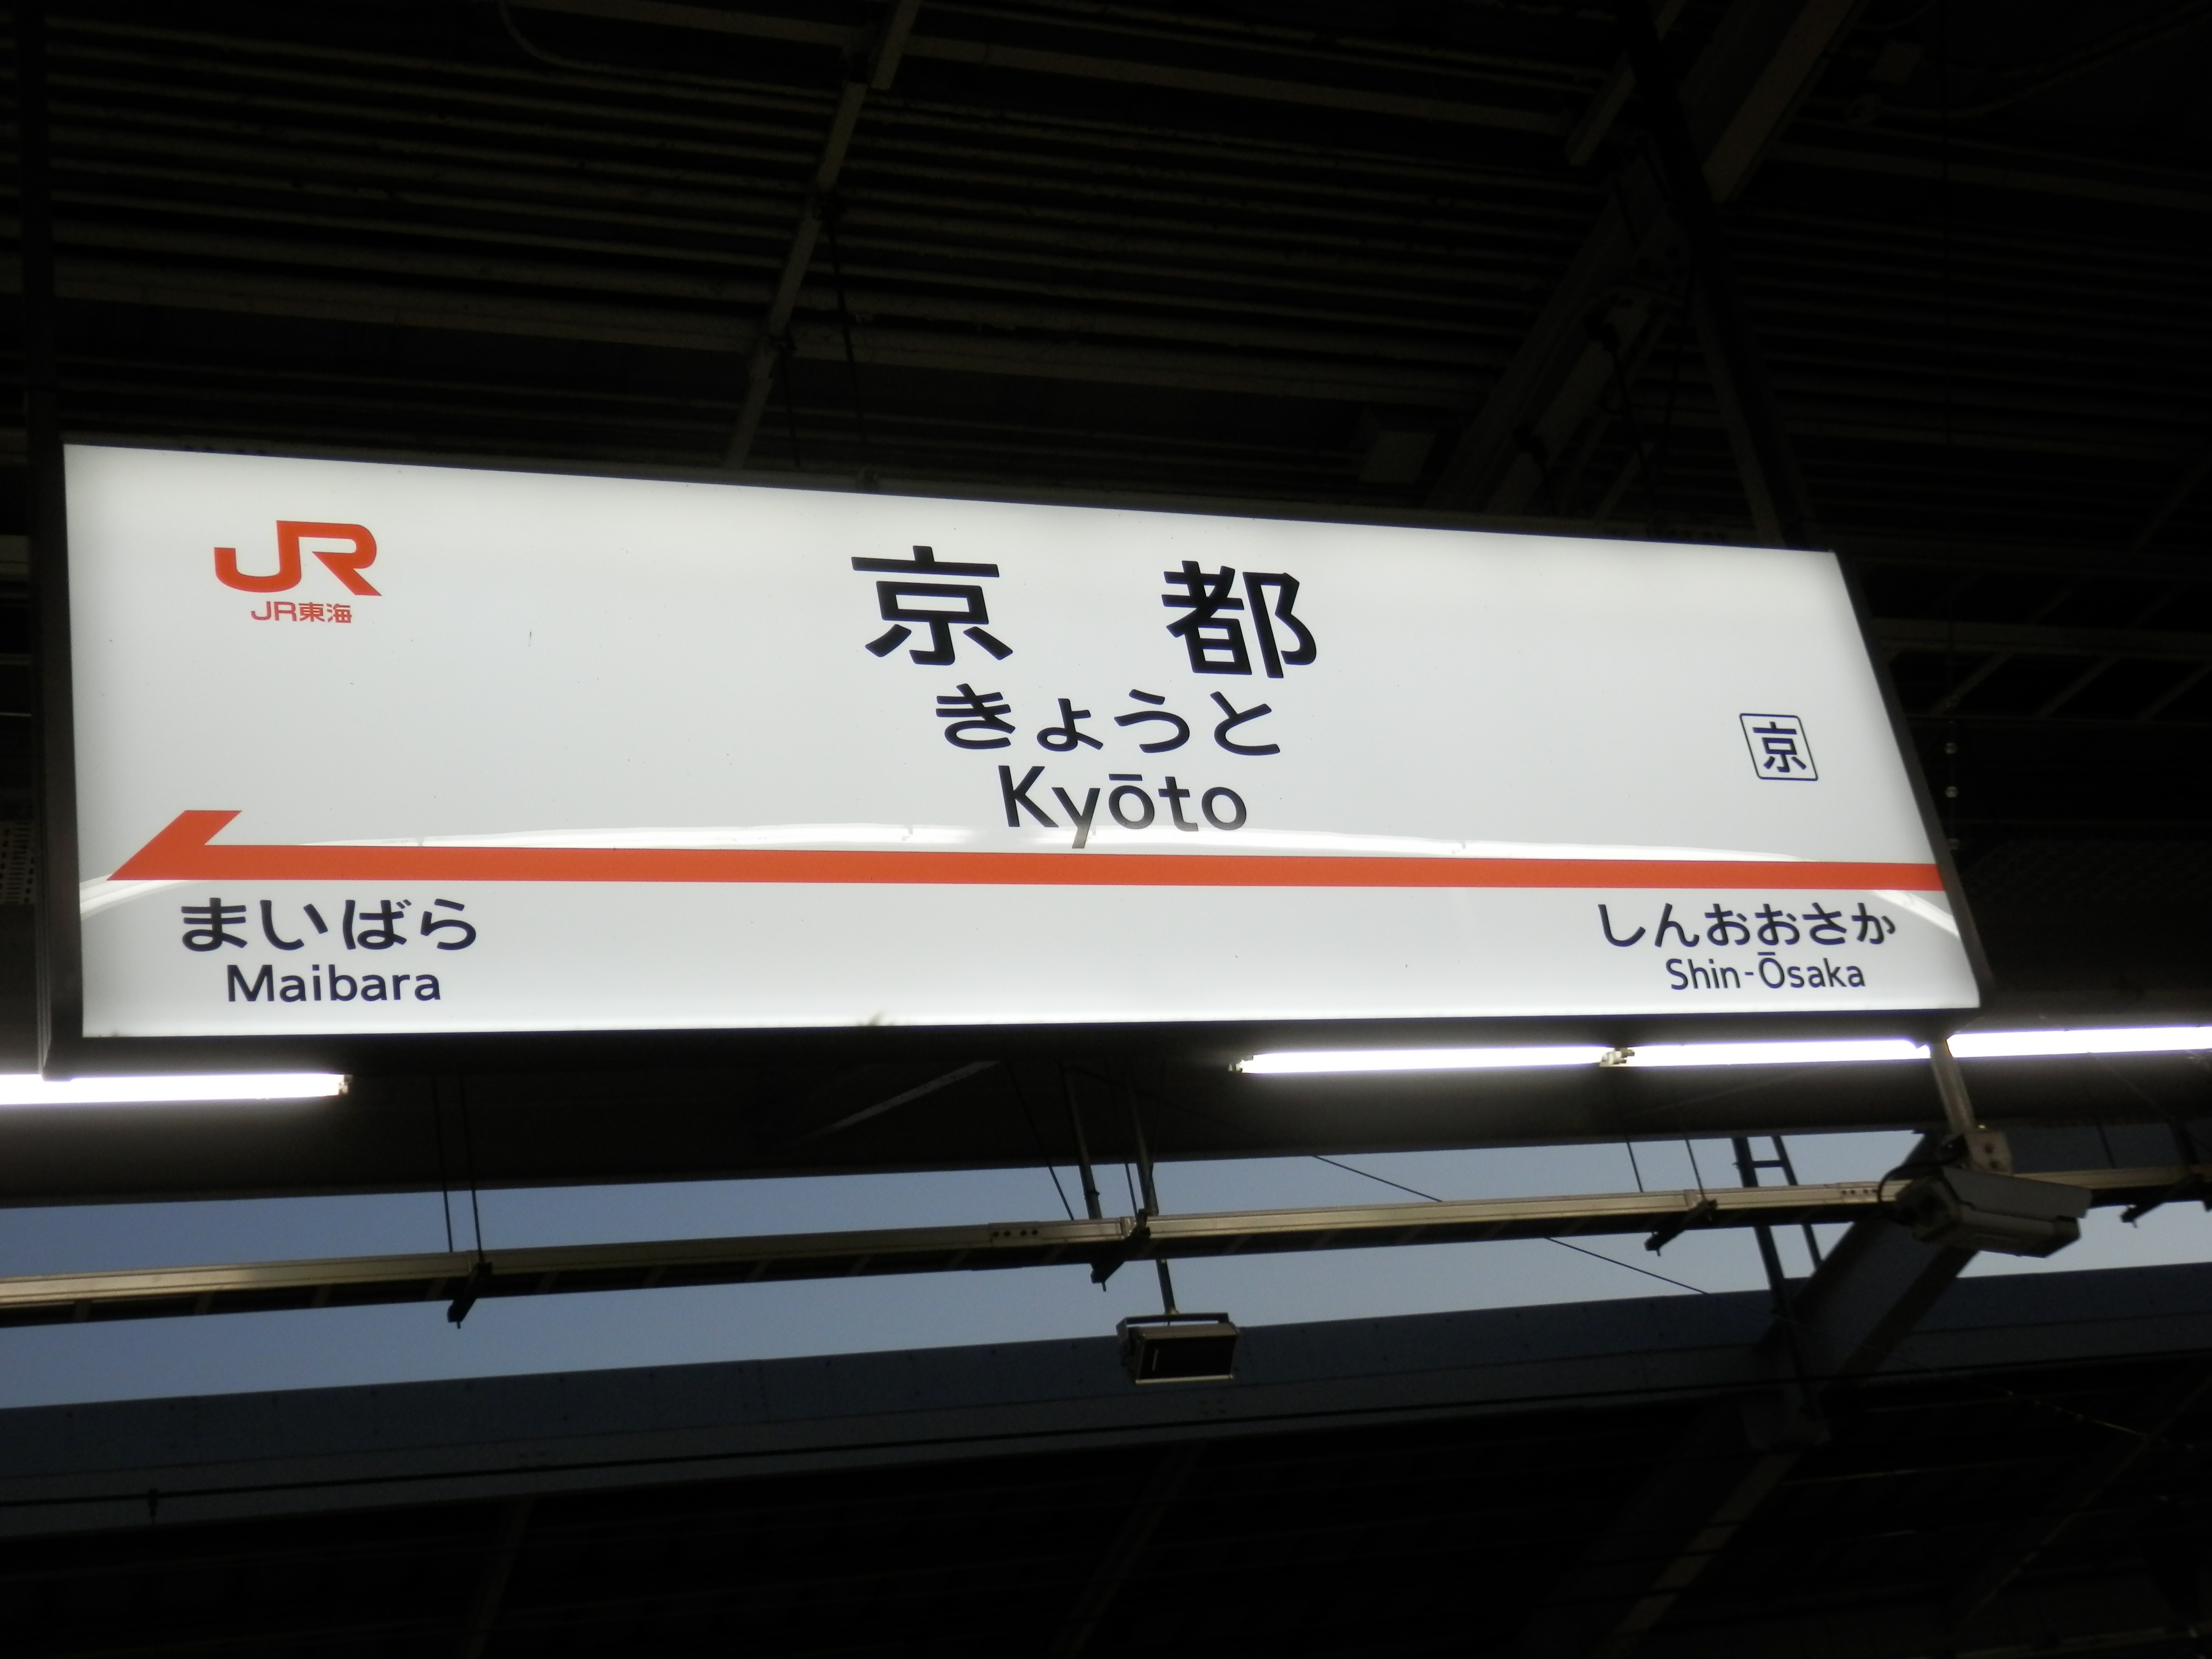 JR
JR東海
京都
きょうと
Kyōto
京
まいばら
Maibara
しんおおさか
Shin-Ōsaka